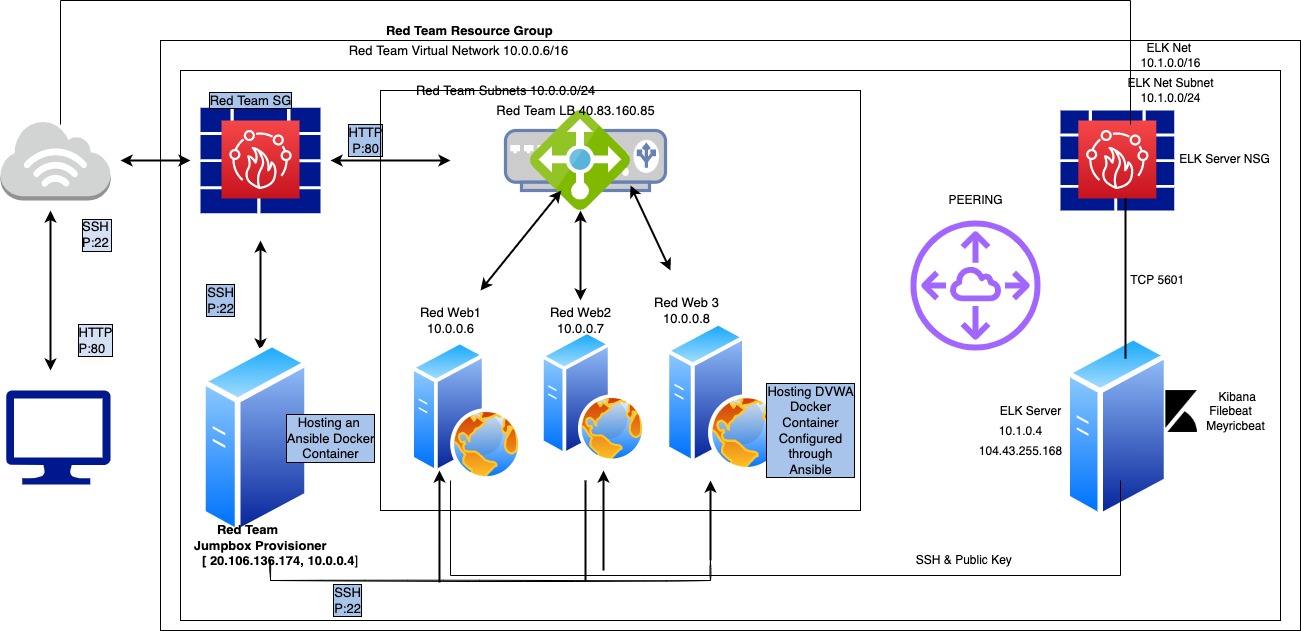 Red Team Resource Group
Red Team Virtual Network 10.0.0.6/16
ELK Net
10.1.0.0/16
ELK Net Subnet
10.1.0.0/24
Red Team SG
Red Team Subnets 10.0.0.0/24
Red Team LB 40.83.160.85
HTTP
P:80
ELK Server NSG
PEERING
SSH
P:22
SSH
P:22
TCP 5601
Red Web1
10.0.0.6
Red Web2
10.0.0.7
Red Web 3
10.0.0.8
HTTP
P:80
Hosting an
Ansible Docker
Container
Hosting DVWA
Docker
Container
Configured
through
Ansible
ELK Server
10.1.0.4
104.43.255.168
Kibana
Filebeat
Meyricbeat
Red Team
Jumpbox Provisioner
[ 20.106.136.174, 10.0.0.4]
SSH & Public Key
SSH
P:22